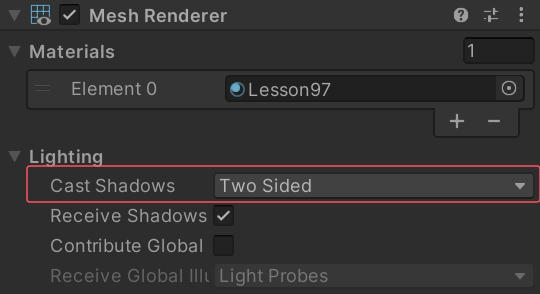 Mesh Renderer
Materials 1
Element 0 Lesson97
Lighting
Cast Shadows Two Sided
Receive Shadows
Contribute Global
Receive Global Illu Light Probes